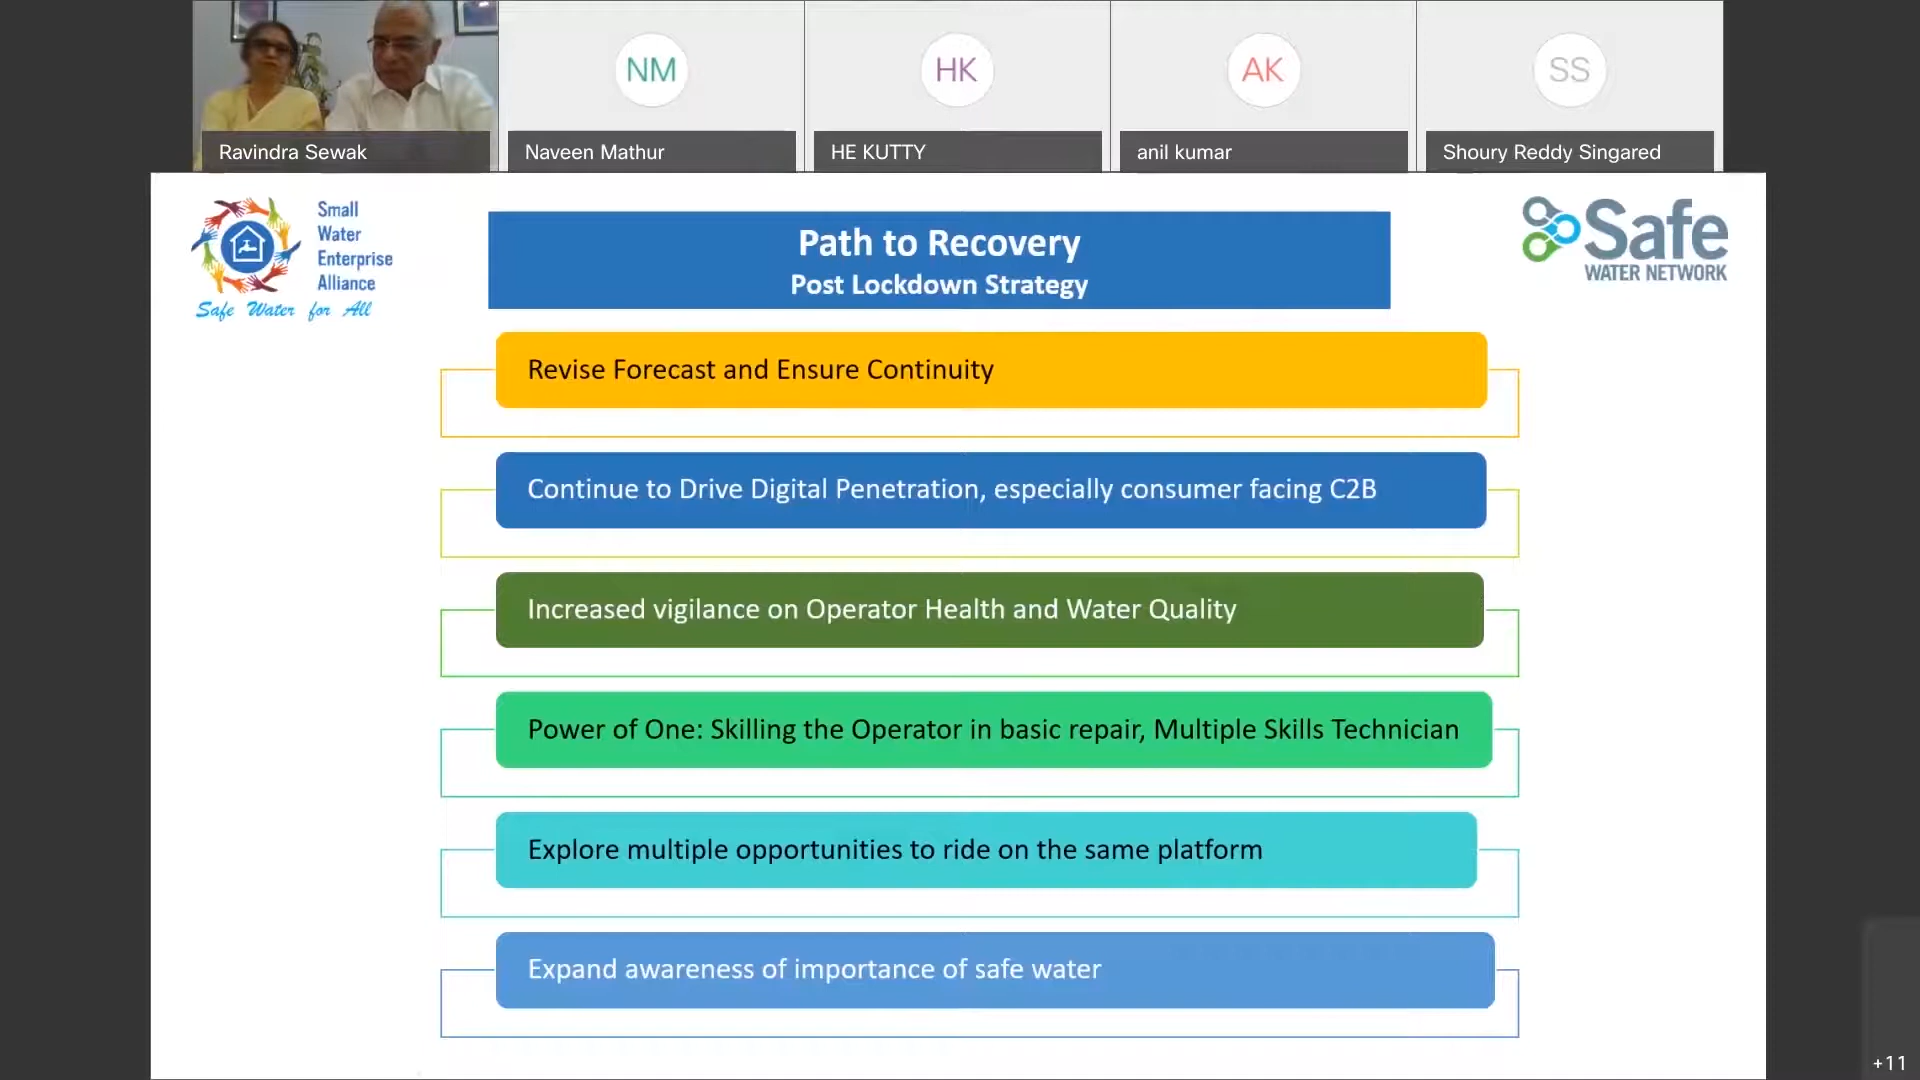 NM
HK
AK
SS
Ravindra Sewak
Naveen Mathur
HE KUTTY
anil kumar
Shoury Reddy Singared
Small
Water
Enterprise
Alliance
Safe Water for All
Path to Recovery
Post Lockdown Strategy
Safe
WATER NETWORK
Revise Forecast and Ensure Continuity
Continue to Drive Digital Penetration, especially consumer facing C2B
Increased vigilance on Operator Health and Water Quality
Power of One: Skilling the Operator in basic repair, Multiple Skills Technician
Explore multiple opportunities to ride on the same platform
Expand awareness of importance of safe water
+11